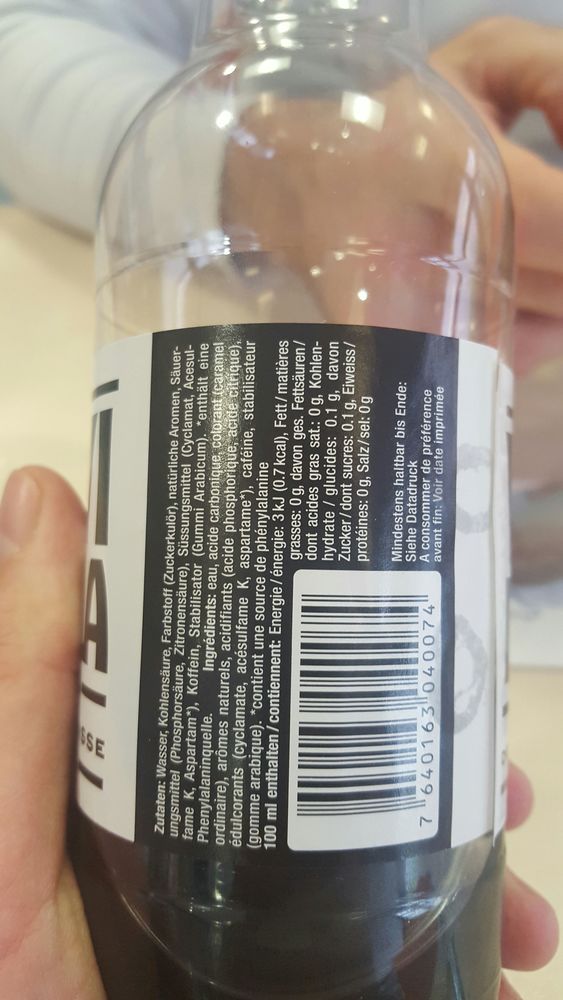 Zutaten: Wasser, Kohlensäure, Farbstoff (Zuckerkulör), natürliche Aromen, Säuer-
ungsmittel (Phosphorsäure, Zitronensäure), Süssungsmittel (Cyclamat, Acesul-
fame K, Aspartam*), Koffein, Stabilisator (Gummi Arabicum). *enthält eine
Phenylalaninquelle. Ingrédients: eau, acide carbonique, colorant (caramel
ordinaire), arômes naturels, acidifiants (acide phosphorique, acide citrique),
édulcorants (cyclamate, acésulfame K, aspartame*), caféine, stabilisateur
(gomme arabique). *contient une source de phénylalanine
100 ml enthalten / contiennent: Energie / énergie: 3 kJ (0.7 kcal), Fett / matières
grasses: 0 g, davon ges. Fettsäuren /
dont acides gras sat.: 0 g, Kohlen-
hydrate / glucides: 0.1 g, davon
Zucker / dont sucres: 0.1 g, Eiweiss /
protéines: 0 g, Salz / sel: 0 g
Mindestens haltbar bis Ende:
Siehe Datadruck
A consommer de préférence
avant fin: Voir date imprimée
7 640163 040074
A
SSE